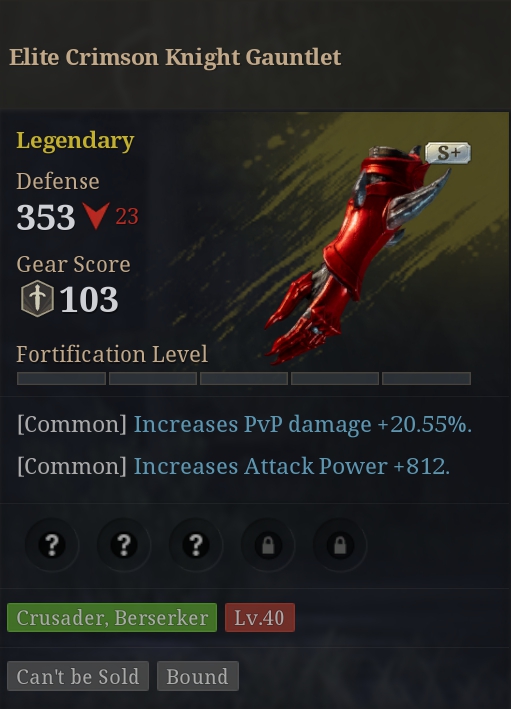 Elite Crimson Knight Gauntlet
Legendary
S+
Defense
353 23
Gear Score
103
Fortification Level
[Common] Increases PvP damage +20.55%.
[Common] Increases Attack Power +812.
? ? ?
Crusader, Berserker Lv.40
Can't be Sold Bound